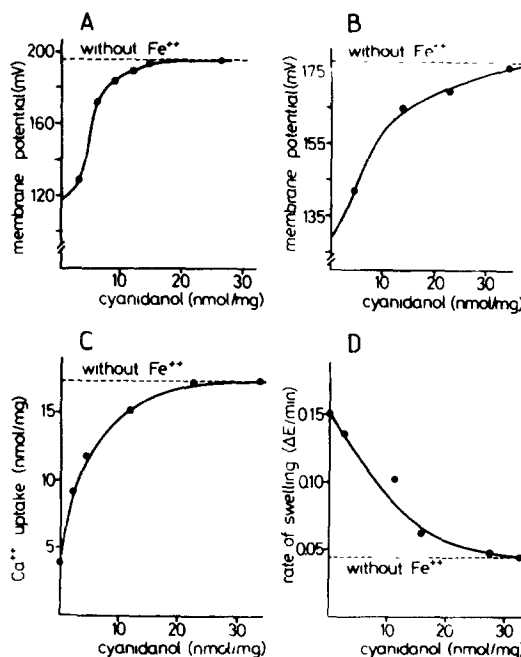 A
200
without Fe++
160
120
membrane potential (mV)
0
10
20
30
cyanidanol (nmol/mg)
B
without Fe++
175
155
135
membrane potential (mV)
0
10
20
30
cyanidanol (nmol/mg)
C
without Fe++
15
10
5
Ca++ uptake (nmol/mg)
0
10
20
30
cyanidanol (nmol/mg)
D
0.15
0.10
0.05
without Fe++
rate of swelling (ΔE/min)
0
10
20
30
cyanidanol (nmol/mg)